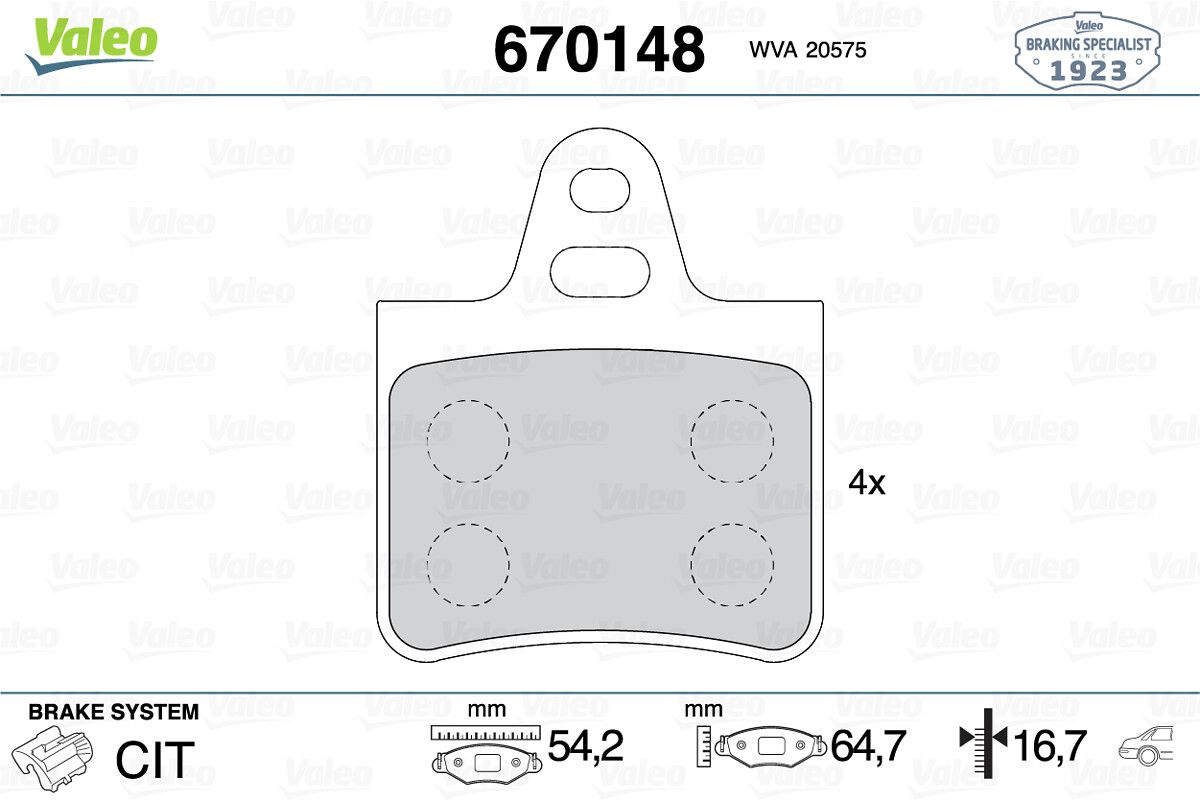 Valeo
670148 WVA 20575
Valeo
BRAKING SPECIALIST
SINCE
1923
4x
BRAKE SYSTEM
CIT
mm
54,2
mm
64,7
16,7